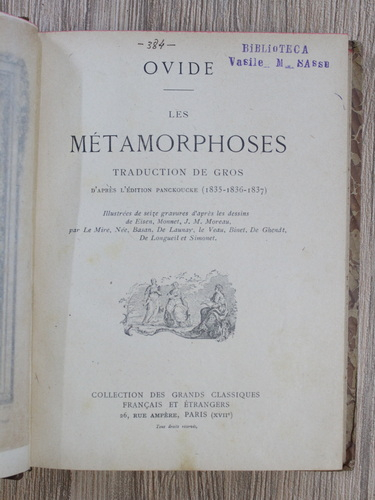 -384-
BIBLIOTECA
Vasile M. SASSU
OVIDE
LES
MÉTAMORPHOSES
TRADUCTION DE GROS
D'APRÈS L'ÉDITION PANCKOUCKE (1835-1836-1837)
Illustrées de seize gravures d'après les dessins
de Eisen, Monnet, J. M. Moreau,
par Le Mire, Née, Basan, De Launay, le Veau, Binet, De Ghendt,
De Longueil et Simonet.
COLLECTION DES GRANDS CLASSIQUES
FRANÇAIS ET ÉTRANGERS
26, RUE AMPÈRE, PARIS (XVIIe)
Tous droits réservés,